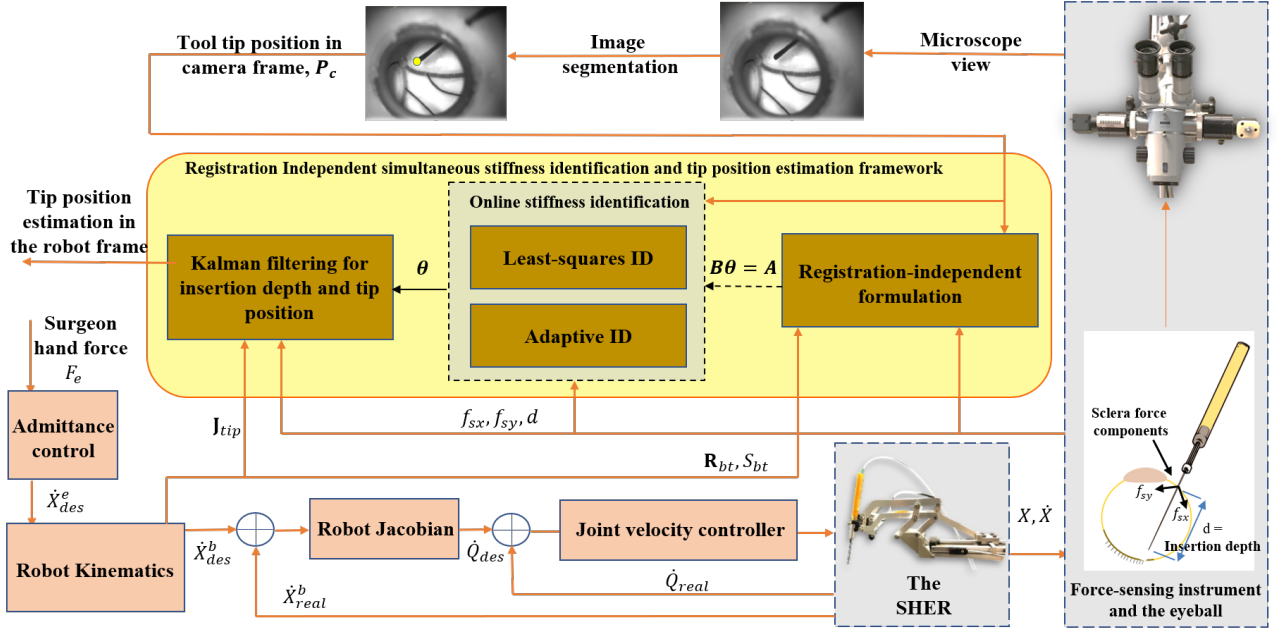 Tool tip position in
camera frame, P_c
Image
segmentation
Microscope
view
Registration Independent simultaneous stiffness identification and tip position estimation framework
Tip position
estimation in
the robot frame
Online stiffness identification
Kalman filtering for
insertion depth and tip
position
θ
Least-squares ID
Adaptive ID
Bθ = A
Registration-independent
formulation
Surgeon
hand force
F_e
Admittance
control
J_tip
f_sx, f_sy, d
R_bt, S_bt
Sclera force
components
f_sy
f_sx
d =
Insertion depth
Ẋ^e_des
Robot Kinematics
Ẋ^b_des
Robot Jacobian
Q̇_des
Joint velocity controller
X, Ẋ
Ẋ^b_real
Q̇_real
The
SHER
Force-sensing instrument
and the eyeball